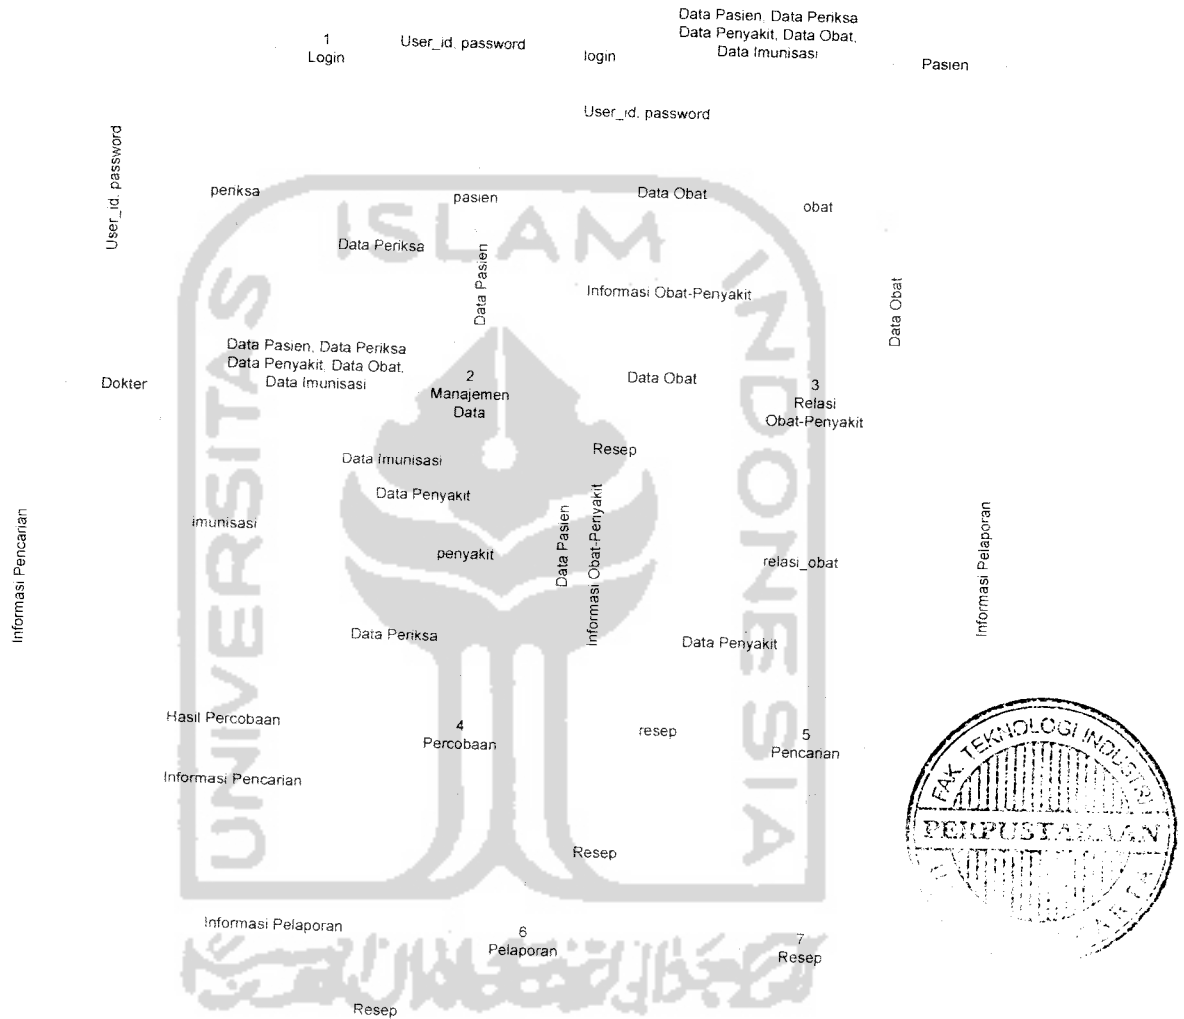 Data Pasien, Data Periksa
Data Penyakit, Data Obat,
Data Imunisasi
1
Login
User_id, password
login
Pasien
User_id, password
User_id, password
periksa
pasien
Data Obat
obat
ISLAM
Data Periksa
Data Pasien
Informasi Obat-Penyakit
Data Obat
Data Pasien, Data Periksa
Data Penyakit, Data Obat,
Data Imunisasi
Dokter
2
Manajemen
Data
Data Obat
3
Relasi
Obat-Penyakit
UNIVERSITAS
INDONESIA
Data Imunisasi
Resep
Data Penyakit
imunisasi
penyakit
Data Pasien
Informasi Obat-Penyakit
relasi_obat
Informasi Pencarian
Informasi Pelaporan
Data Periksa
Data Penyakit
Hasil Percobaan
4
Percobaan
resep
5
Pencarian
Informasi Pencarian
FAK. TEKNOLOGI INDUSTRI
PERPUSTAKAAN
Resep
Informasi Pelaporan
6
Pelaporan
7
Resep
Resep